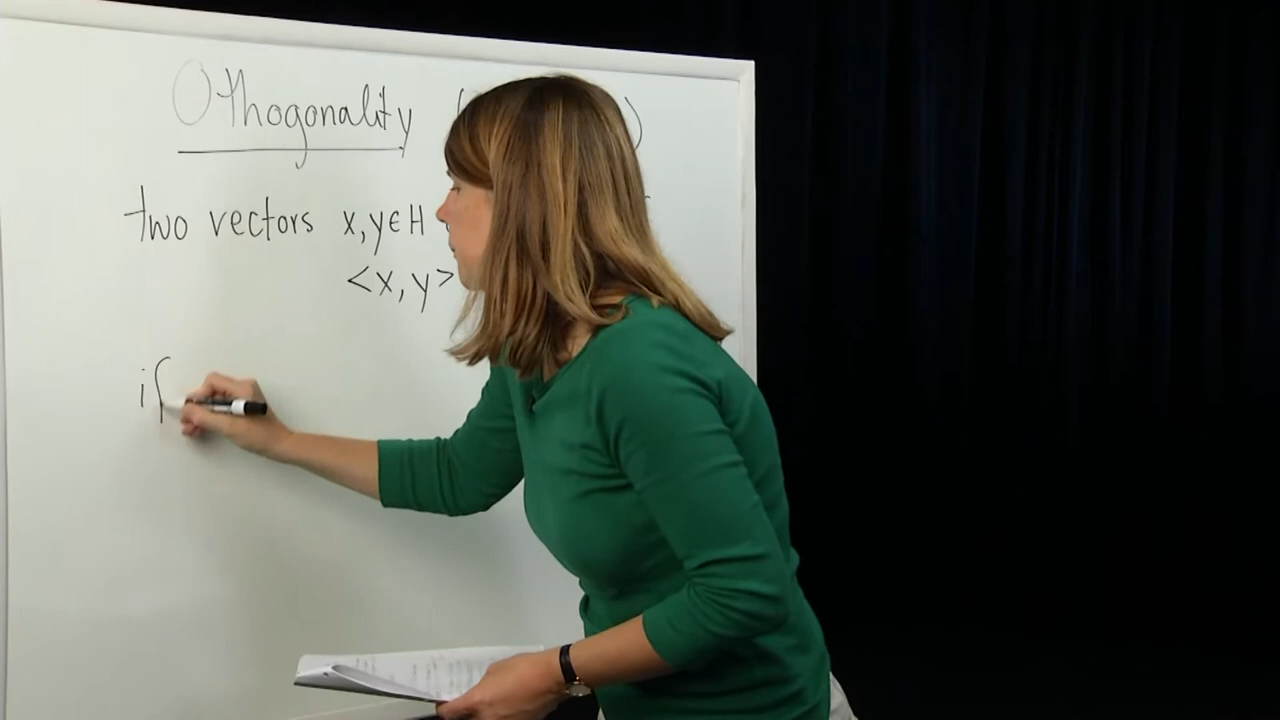 Orthogonality ( )
two vectors x,y∈H
<x,y>
if